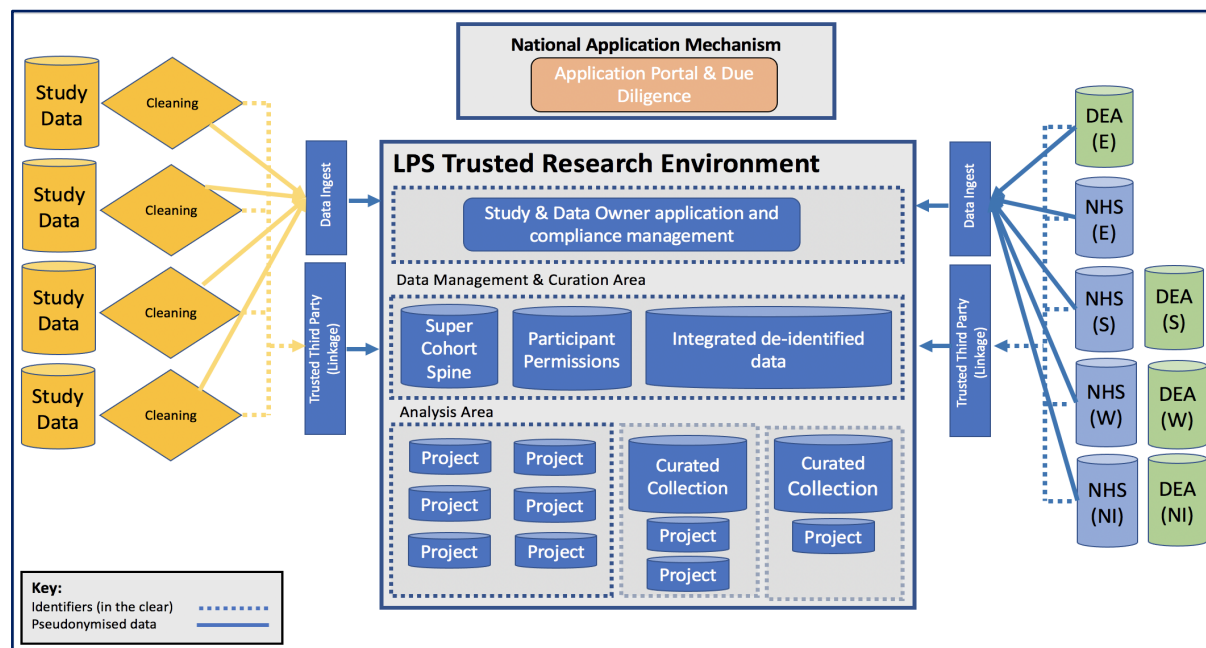 National Application Mechanism
Application Portal & Due
Diligence
Study
Data
Cleaning
Study
Data
Cleaning
Study
Data
Cleaning
Study
Data
Cleaning
Data Ingest
Trusted Third Party
(Linkage)
LPS Trusted Research Environment
Study & Data Owner application and
compliance management
Data Management & Curation Area
Super
Cohort
Spine
Participant
Permissions
Integrated de-identified
data
Analysis Area
Project
Project
Project
Project
Project
Project
Curated
Collection
Project
Project
Curated
Collection
Project
Data Ingest
Trusted Third Party
(Linkage)
DEA
(E)
NHS
(E)
NHS
(S)
DEA
(S)
NHS
(W)
DEA
(W)
NHS
(NI)
DEA
(NI)
Key:
Identifiers (in the clear)
Pseudonymised data